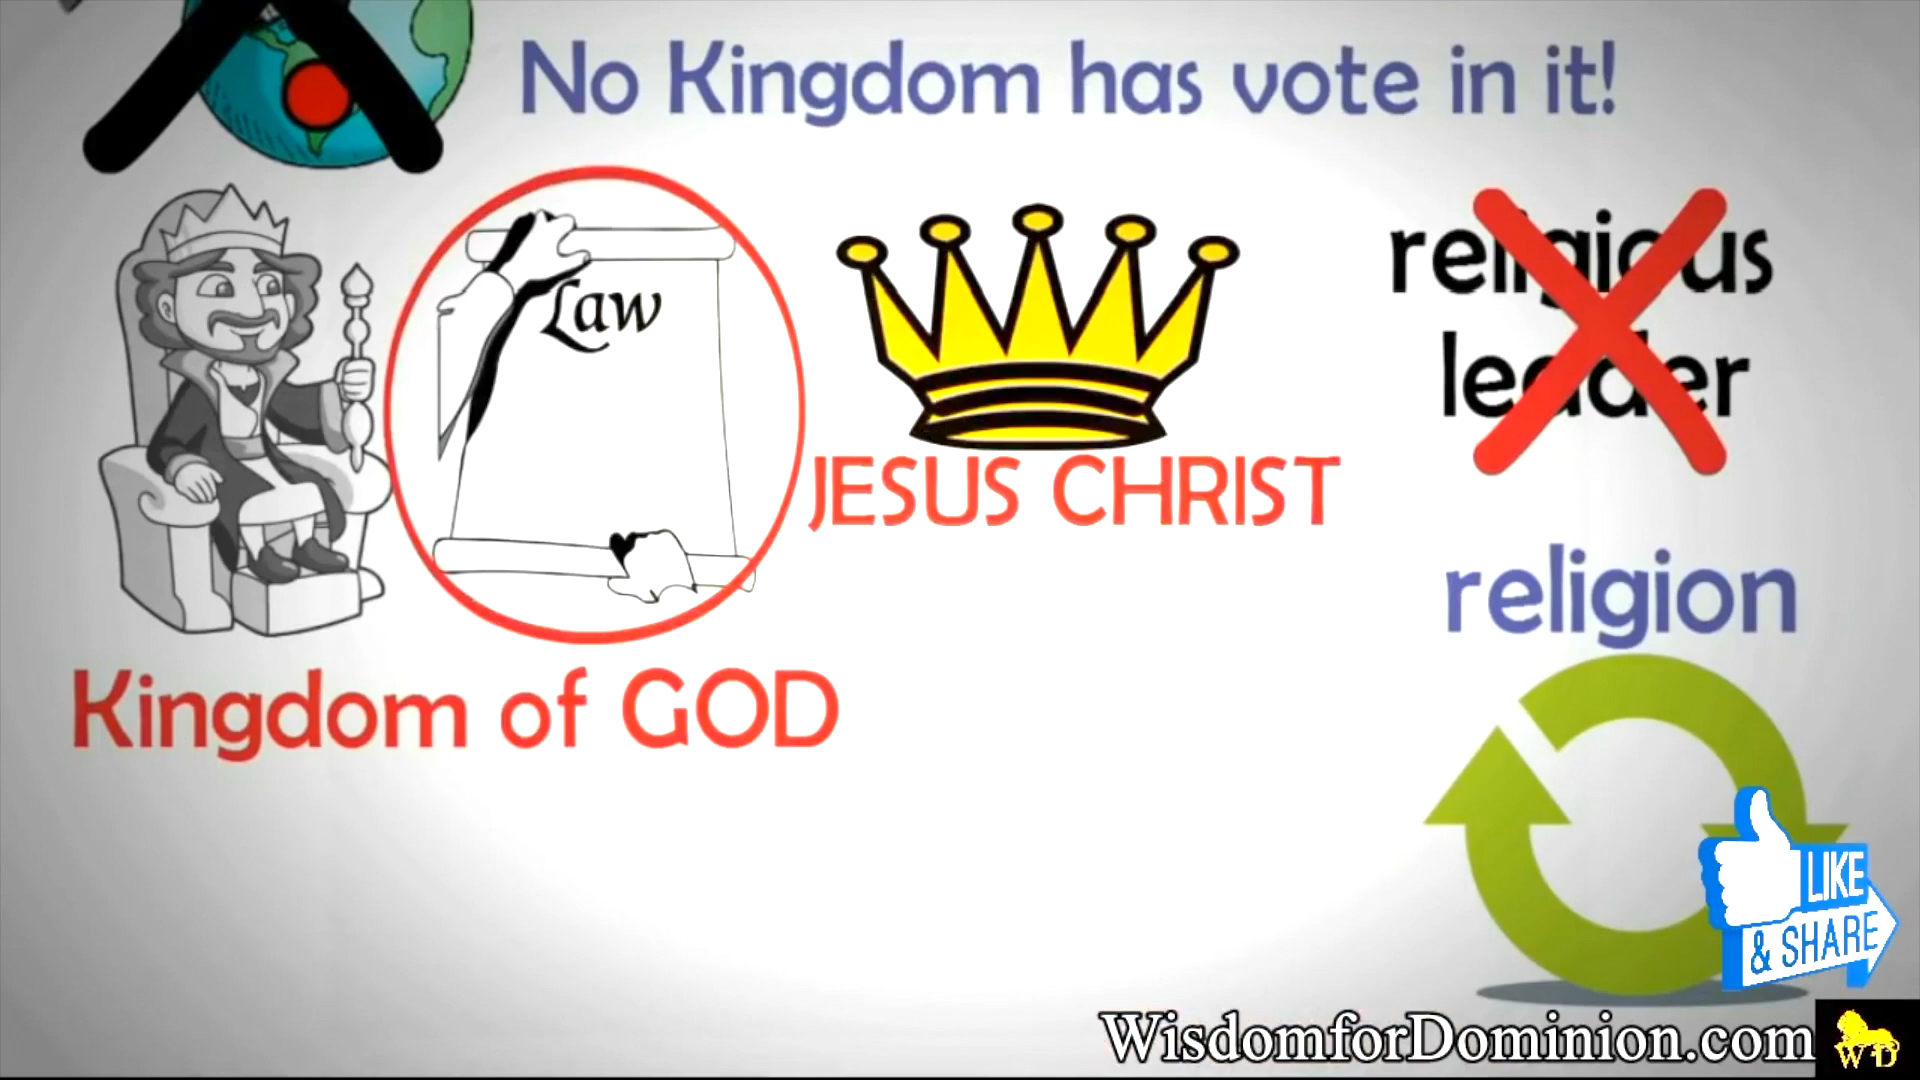 No Kingdom has vote in it!
Law
JESUS CHRIST
religious
leader
religion
Kingdom of GOD
LIKE
& SHARE
WisdomforDominion.com
WD